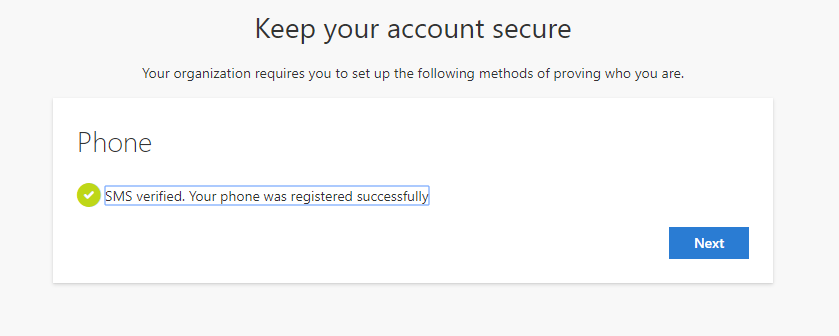 Keep your account secure
Your organization requires you to set up the following methods of proving who you are.
Phone
SMS verified. Your phone was registered successfully
Next